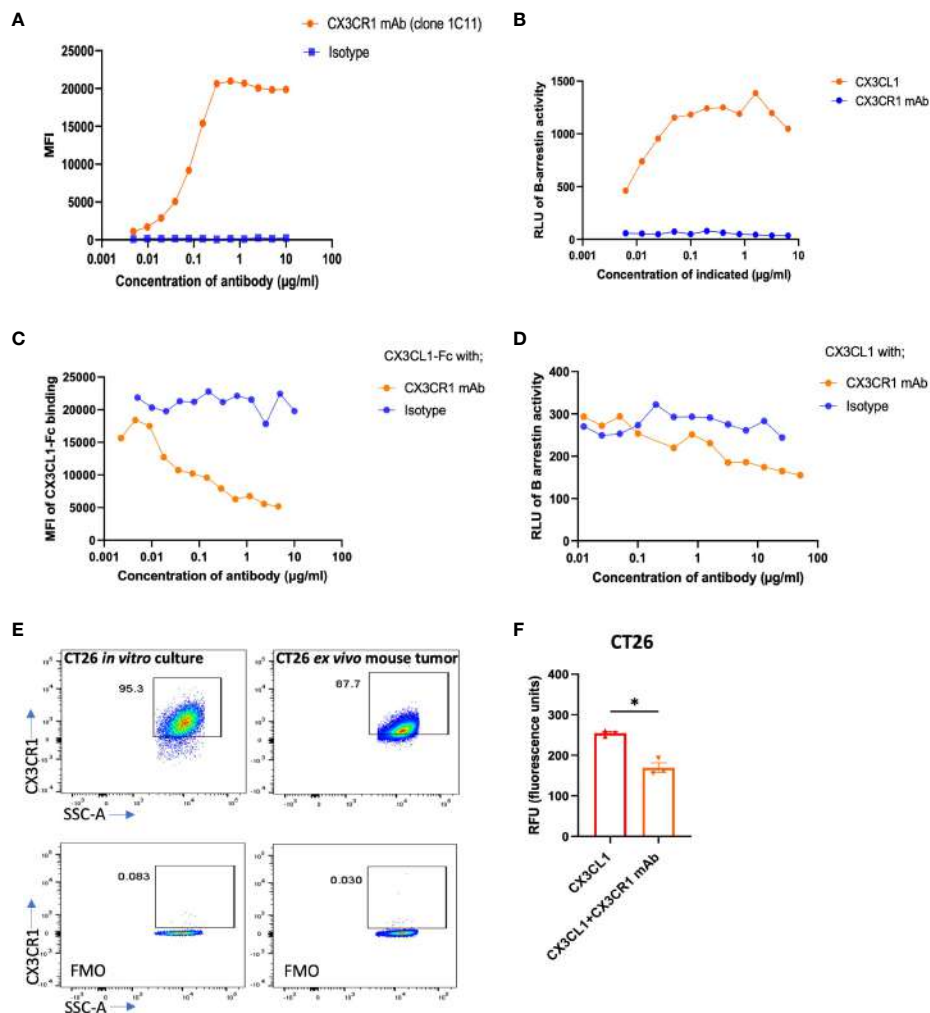 A
CX3CR1 mAb (clone 1C11)
Isotype
25000
20000
15000
10000
5000
0
MFI
0.001 0.01 0.1 1 10 100
Concentration of antibody (μg/ml)
B
CX3CL1
CX3CR1 mAb
1500
1000
500
0
RLU of B-arrestin activity
0.001 0.01 0.1 1 10
Concentration of indicated (μg/ml)
C
CX3CL1-Fc with;
CX3CR1 mAb
Isotype
25000
20000
15000
10000
5000
0
MFI of CX3CL1-Fc binding
0.001 0.01 0.1 1 10 100
Concentration of antibody (μg/ml)
D
CX3CL1 with;
CX3CR1 mAb
Isotype
400
300
200
100
0
RLU of B arrestin activity
0.01 0.1 1 10 100
Concentration of antibody (μg/ml)
E
CT26 in vitro culture
95.3
CT26 ex vivo mouse tumor
87.7
CX3CR1
SSC-A
0.083
FMO
0.030
FMO
CX3CR1
SSC-A
F
CT26
400
300
200
100
0
RFU (fluorescence units)
*
CX3CL1
CX3CL1+CX3CR1 mAb